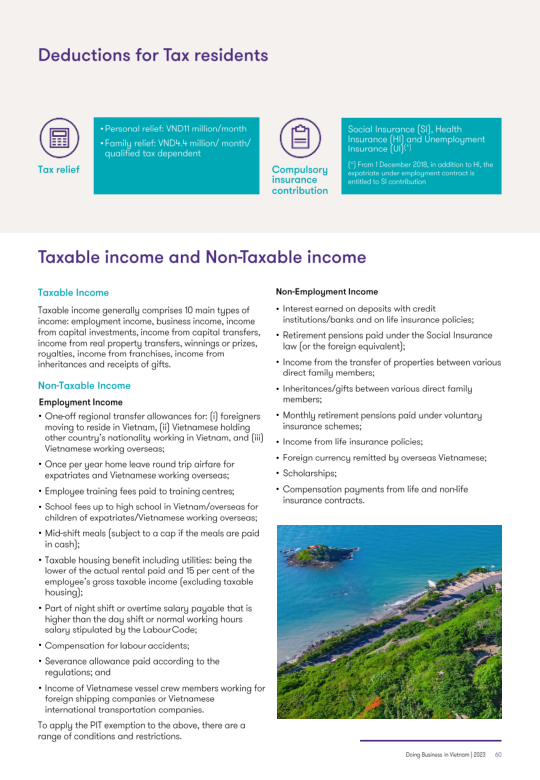 Deductions for Tax residents
Tax relief
• Personal relief: VND11 million/month
• Family relief: VND4.4 million/ month/
qualified tax dependent
Compulsory
insurance
contribution
Social Insurance (SI), Health
Insurance (HI) and Unemployment
Insurance (UI)(*)
(*) From 1 December 2018, in addition to HI, the
expatriate under employment contract is
entitled to SI contribution
Taxable income and Non-Taxable income
Taxable Income
Taxable income generally comprises 10 main types of
income: employment income, business income, income
from capital investments, income from capital transfers,
income from real property transfers, winnings or prizes,
royalties, income from franchises, income from
inheritances and receipts of gifts.
Non-Taxable Income
Employment Income
• One-off regional transfer allowances for: (i) foreigners
moving to reside in Vietnam, (ii) Vietnamese holding
other country's nationality working in Vietnam, and (iii)
Vietnamese working overseas;
• Once per year home leave round trip airfare for
expatriates and Vietnamese working overseas;
• Employee training fees paid to training centres;
• School fees up to high school in Vietnam/overseas for
children of expatriates/Vietnamese working overseas;
• Mid-shift meals (subject to a cap if the meals are paid
in cash);
• Taxable housing benefit including utilities: being the
lower of the actual rental paid and 15 per cent of the
employee's gross taxable income (excluding taxable
housing);
• Part of night shift or overtime salary payable that is
higher than the day shift or normal working hours
salary stipulated by the Labour Code;
• Compensation for labour accidents;
• Severance allowance paid according to the
regulations; and
• Income of Vietnamese vessel crew members working for
foreign shipping companies or Vietnamese
international transportation companies.
To apply the PIT exemption to the above, there are a
range of conditions and restrictions.
Non-Employment Income
• Interest earned on deposits with credit
institutions/banks and on life insurance policies;
• Retirement pensions paid under the Social Insurance
law (or the foreign equivalent);
• Income from the transfer of properties between various
direct family members;
• Inheritances/gifts between various direct family
members;
• Monthly retirement pensions paid under voluntary
insurance schemes;
• Income from life insurance policies;
• Foreign currency remitted by overseas Vietnamese;
• Scholarships;
• Compensation payments from life and non-life
insurance contracts.
Doing Business in Vietnam | 2023 60